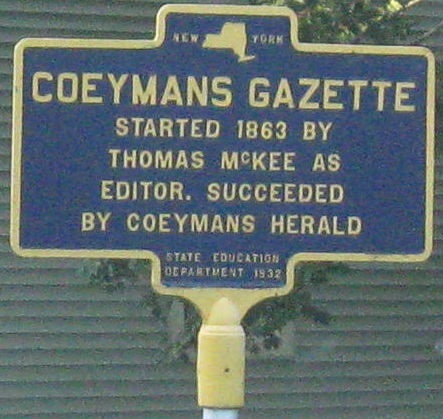 NEW YORK
COEYMANS GAZETTE
STARTED 1863 BY
THOMAS McKEE AS
EDITOR. SUCCEEDED
BY COEYMANS HERALD
STATE EDUCATION
DEPARTMENT 1932